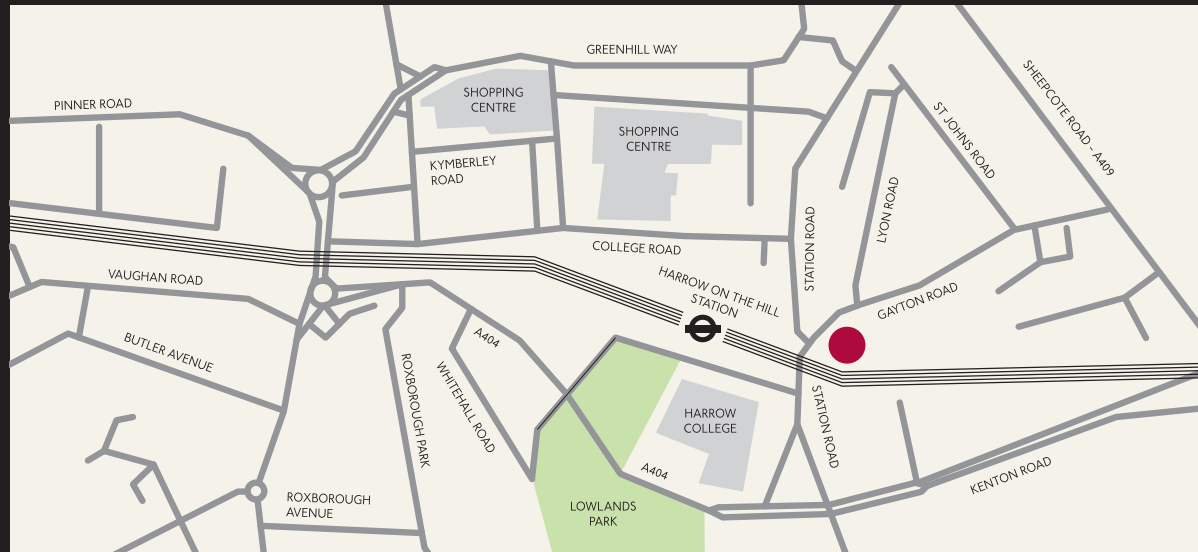 GREENHILL WAY
SHEEPCOTE ROAD - A409
PINNER ROAD
SHOPPING
CENTRE
ST JOHNS ROAD
SHOPPING
CENTRE
KYMBERLEY
ROAD
LYON ROAD
STATION ROAD
COLLEGE ROAD
VAUGHAN ROAD
HARROW ON THE HILL
STATION
GAYTON ROAD
A404
BUTLER AVENUE
ROXBOROUGH PARK
WHITEHALL ROAD
STATION ROAD
HARROW
COLLEGE
A404
KENTON ROAD
ROXBOROUGH
AVENUE
LOWLANDS
PARK